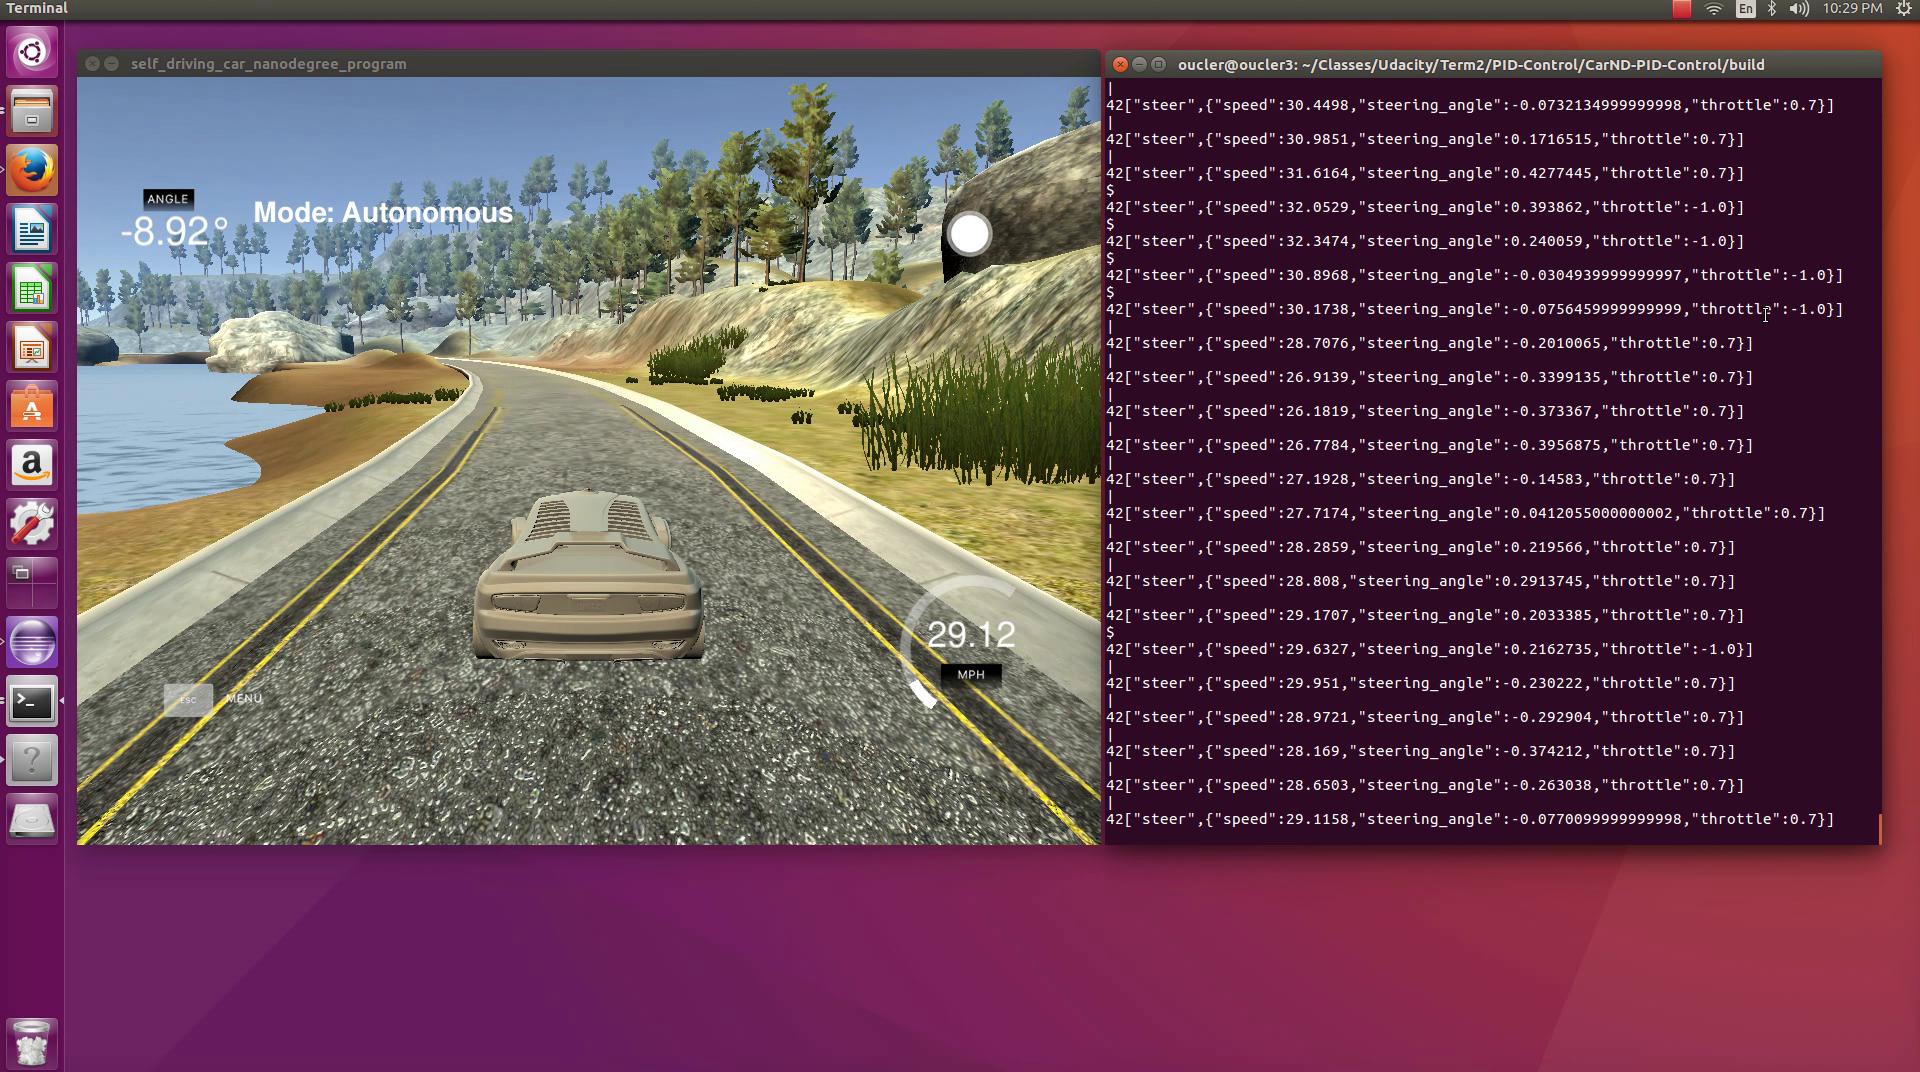 Terminal
En
10:29 PM
self_driving_car_nanodegree_program
ANGLE
-8.92°
Mode: Autonomous
29.12
MPH
ESC
MENU
a
>_
?
oucler@oucler3: ~/Classes/Udacity/Term2/PID-Control/CarND-PID-Control/build
|
42["steer",{"speed":30.4498,"steering_angle":-0.0732134999999998,"throttle":0.7}]
|
42["steer",{"speed":30.9851,"steering_angle":0.1716515,"throttle":0.7}]
|
42["steer",{"speed":31.6164,"steering_angle":0.4277445,"throttle":0.7}]
$
42["steer",{"speed":32.0529,"steering_angle":0.393862,"throttle":-1.0}]
$
42["steer",{"speed":32.3474,"steering_angle":0.240059,"throttle":-1.0}]
$
42["steer",{"speed":30.8968,"steering_angle":-0.0304939999999997,"throttle":-1.0}]
$
42["steer",{"speed":30.1738,"steering_angle":-0.0756459999999999,"throttle":-1.0}]
|
42["steer",{"speed":28.7076,"steering_angle":-0.2010065,"throttle":0.7}]
|
42["steer",{"speed":26.9139,"steering_angle":-0.3399135,"throttle":0.7}]
|
42["steer",{"speed":26.1819,"steering_angle":-0.373367,"throttle":0.7}]
|
42["steer",{"speed":26.7784,"steering_angle":-0.3956875,"throttle":0.7}]
|
42["steer",{"speed":27.1928,"steering_angle":-0.14583,"throttle":0.7}]
|
42["steer",{"speed":27.7174,"steering_angle":0.0412055000000002,"throttle":0.7}]
|
42["steer",{"speed":28.2859,"steering_angle":0.219566,"throttle":0.7}]
|
42["steer",{"speed":28.808,"steering_angle":0.2913745,"throttle":0.7}]
|
42["steer",{"speed":29.1707,"steering_angle":0.2033385,"throttle":0.7}]
$
42["steer",{"speed":29.6327,"steering_angle":0.2162735,"throttle":-1.0}]
|
42["steer",{"speed":29.951,"steering_angle":-0.230222,"throttle":0.7}]
|
42["steer",{"speed":28.9721,"steering_angle":-0.292904,"throttle":0.7}]
|
42["steer",{"speed":28.169,"steering_angle":-0.374212,"throttle":0.7}]
|
42["steer",{"speed":28.6503,"steering_angle":-0.263038,"throttle":0.7}]
|
42["steer",{"speed":29.1158,"steering_angle":-0.0770099999999998,"throttle":0.7}]